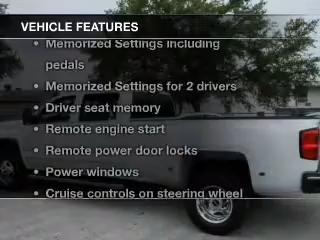 VEHICLE FEATURES
• Memorized Settings including
pedals
• Memorized Settings for 2 drivers
• Driver seat memory
• Remote engine start
• Remote power door locks
• Power windows
• Cruise controls on steering wheel